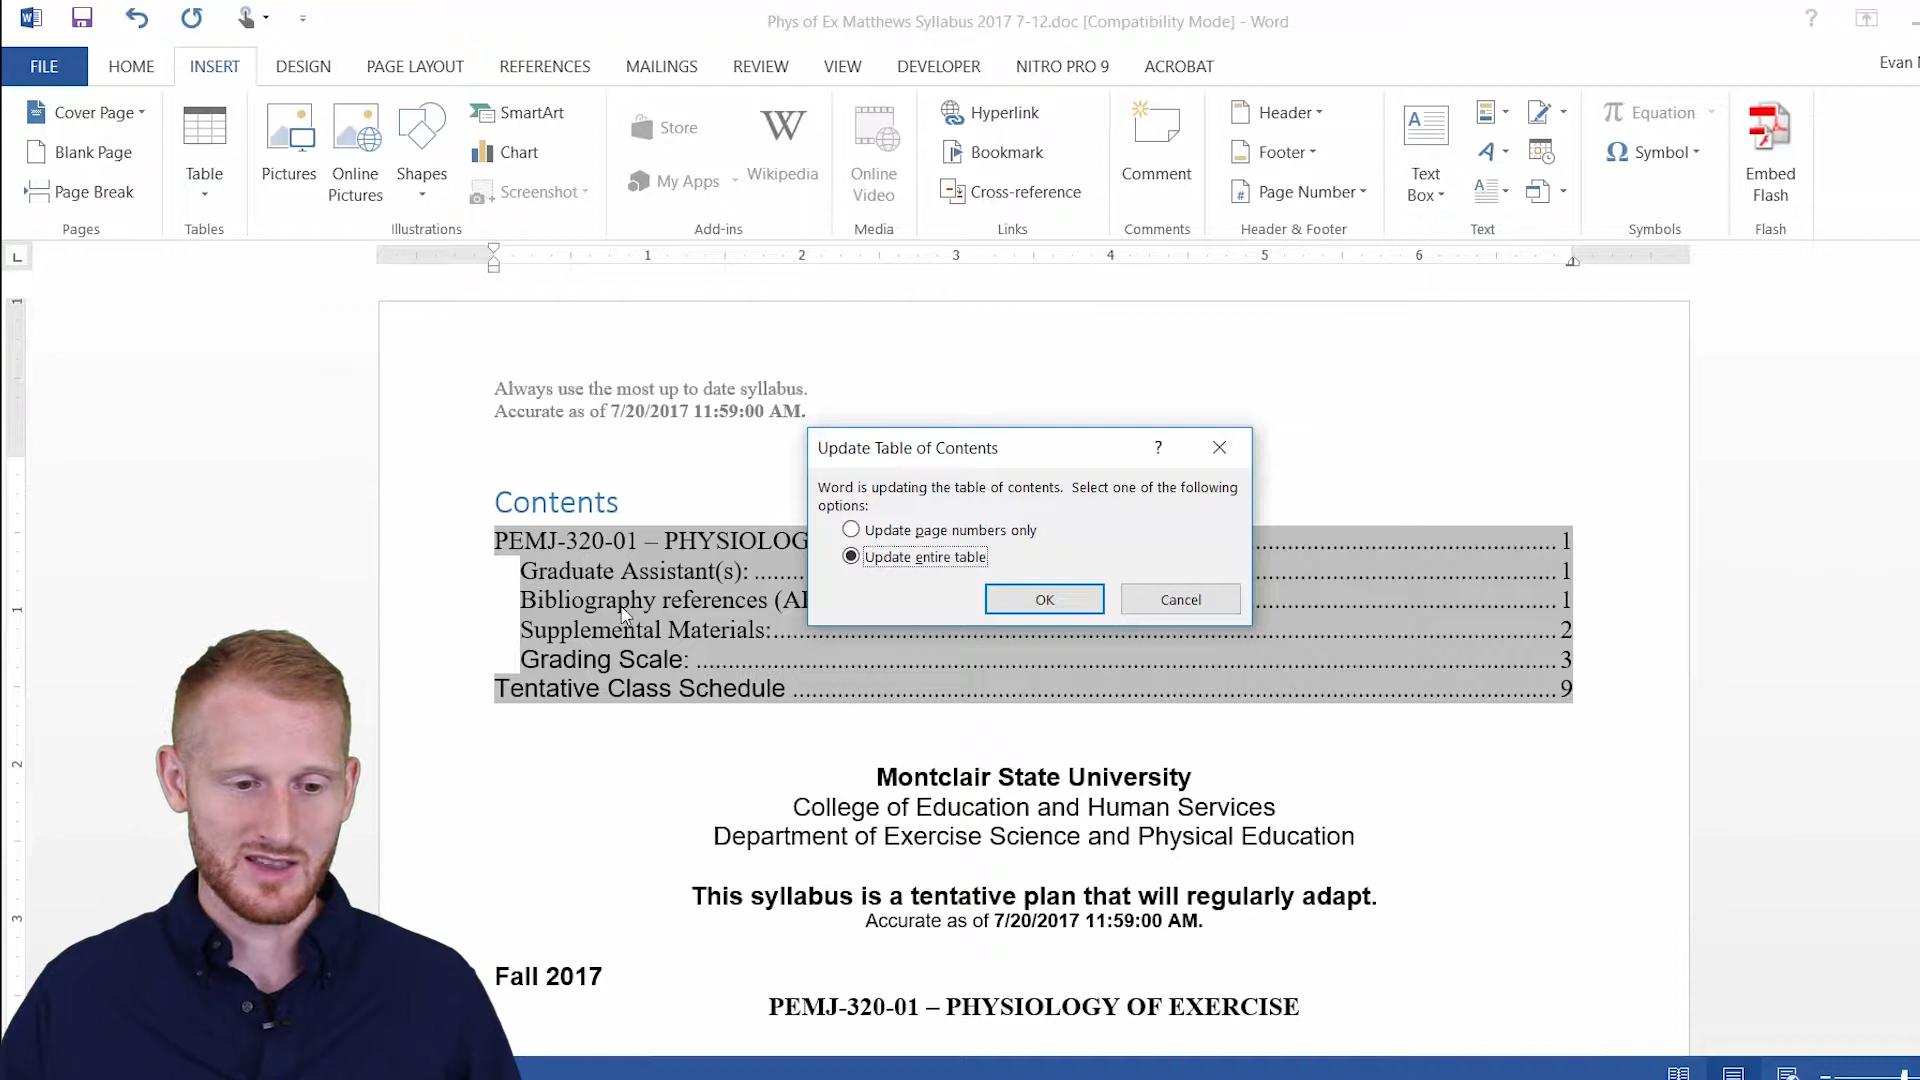 Phys of Ex Matthews Syllabus 2017 7-12.doc [Compatibility Mode] - Word
FILE HOME INSERT DESIGN PAGE LAYOUT REFERENCES MAILINGS REVIEW VIEW DEVELOPER NITRO PRO 9 ACROBAT Evan
Cover Page
Blank Page
Page Break
Pages
Table
Tables
Pictures
Online Pictures
Shapes
SmartArt
Chart
Screenshot
Illustrations
Store
My Apps
Wikipedia
Add-ins
Online Video
Media
Hyperlink
Bookmark
Cross-reference
Links
Comment
Comments
Header
Footer
Page Number
Header & Footer
Text Box
Text
Equation
Symbol
Symbols
Embed Flash
Flash
1 2 3 4 5 6
Always use the most up to date syllabus.
Accurate as of 7/20/2017 11:59:00 AM.
Contents
PEMJ-320-01 – PHYSIOLOG 1
Graduate Assistant(s): 1
Bibliography references (A 1
Supplemental Materials: 2
Grading Scale: 3
Tentative Class Schedule 9
Update Table of Contents
Word is updating the table of contents. Select one of the following
options:
Update page numbers only
Update entire table
OK Cancel
Montclair State University
College of Education and Human Services
Department of Exercise Science and Physical Education
This syllabus is a tentative plan that will regularly adapt.
Accurate as of 7/20/2017 11:59:00 AM.
Fall 2017
PEMJ-320-01 – PHYSIOLOGY OF EXERCISE